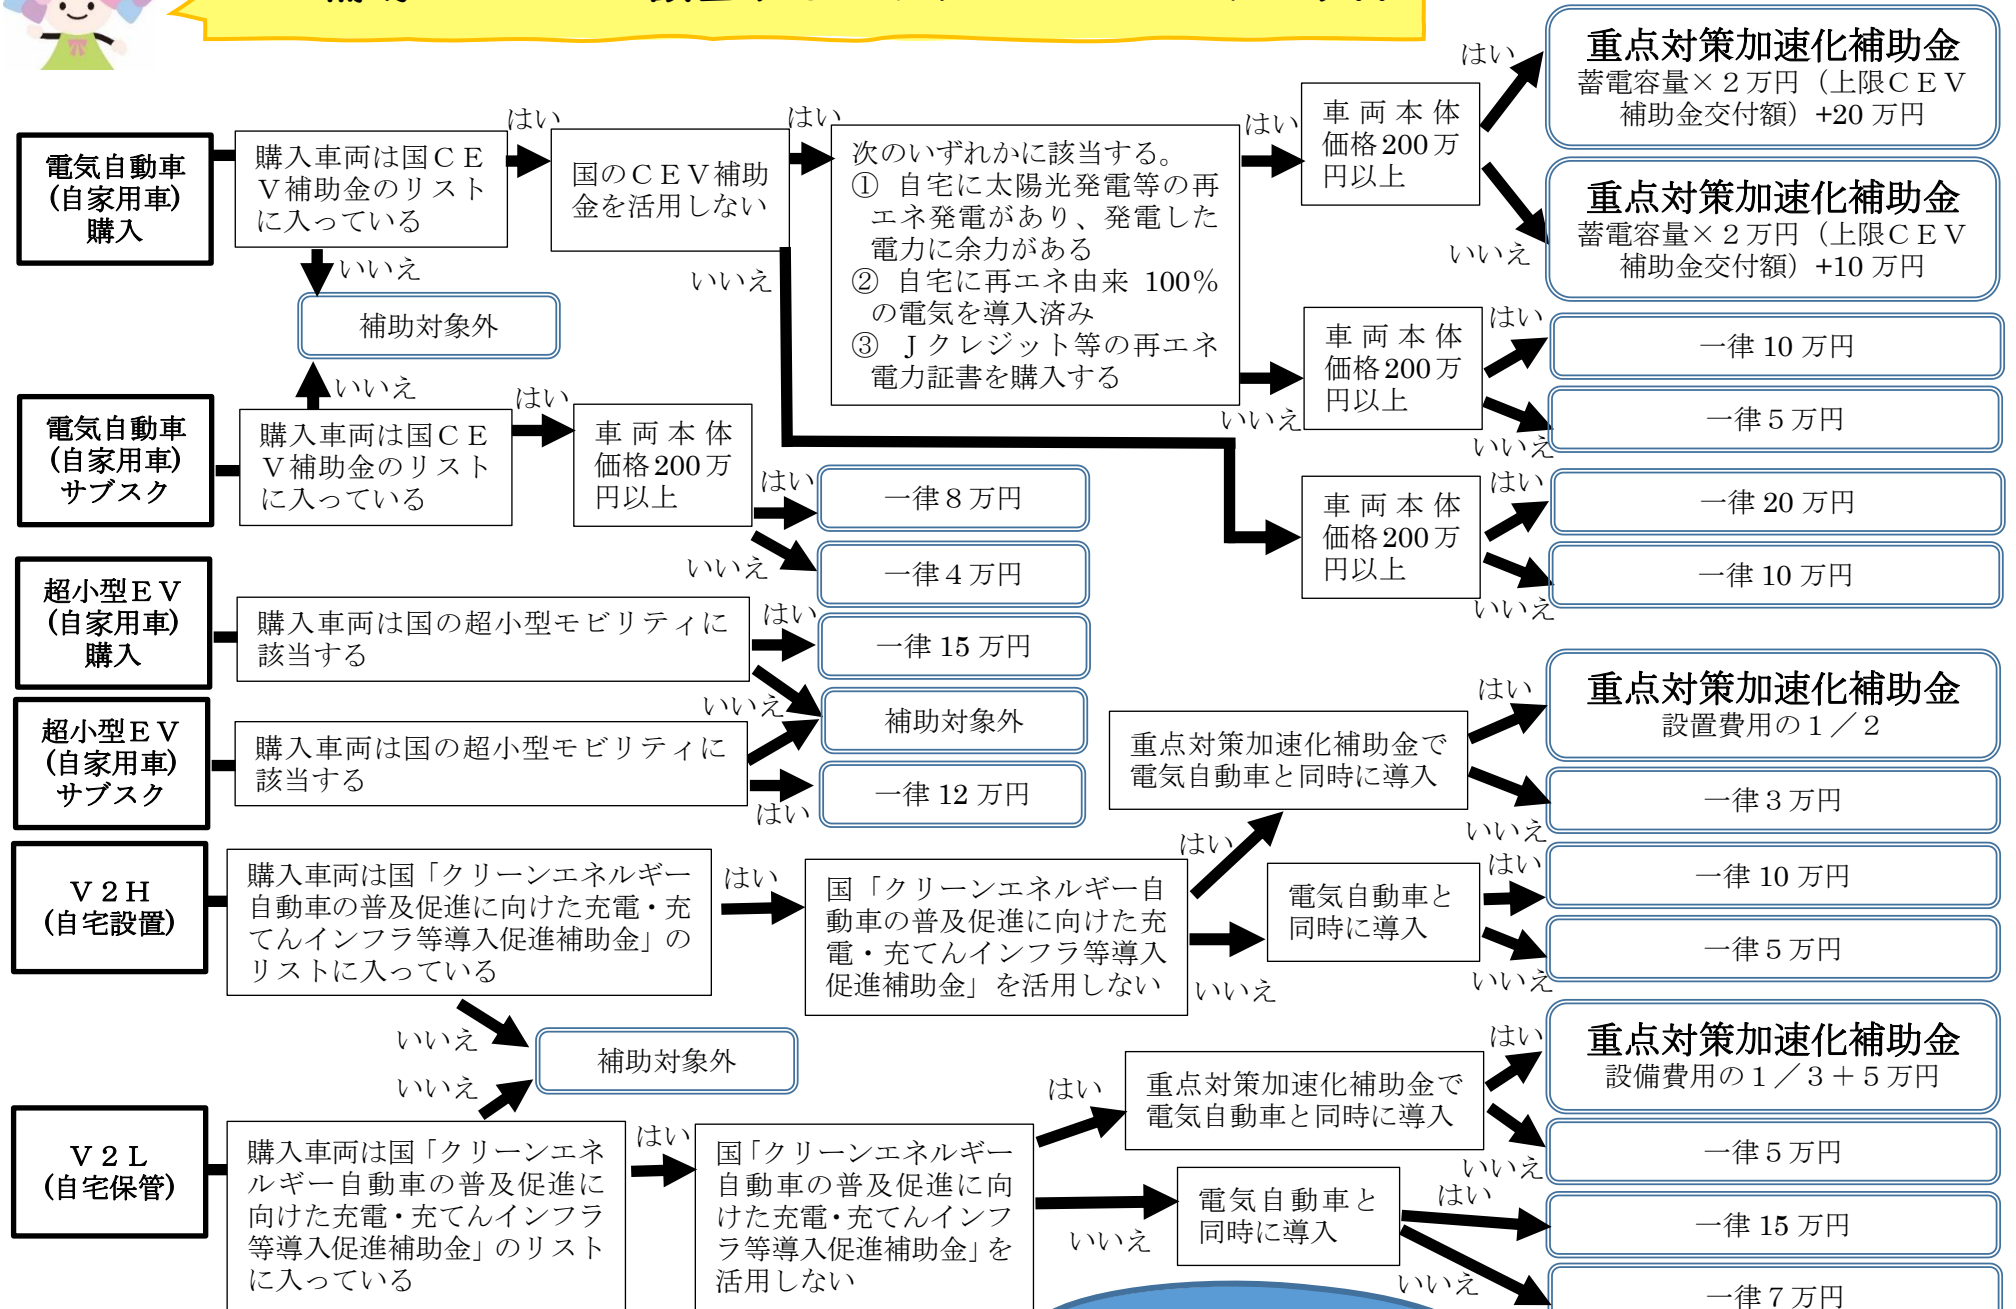 重点対策加速化補助金
蓄電容量×２万円（上限ＣＥＶ
補助金交付額）+20 万円
はい
車両本体
価格200万
円以上
はい
はい
はい
電気自動車
(自家用車)
購入
購入車両は国ＣＥ
Ｖ補助金のリスト
に入っている
国のＣＥＶ補助
金を活用しない
次のいずれかに該当する。
① 自宅に太陽光発電等の再
エネ発電があり、発電した
電力に余力がある
② 自宅に再エネ由来 100％
の電気を導入済み
③ Ｊクレジット等の再エネ
電力証書を購入する
重点対策加速化補助金
蓄電容量×２万円（上限ＣＥＶ
補助金交付額）+10 万円
いいえ
いいえ
いいえ
補助対象外
車両本体
価格200万
円以上
はい
一律 10 万円
いいえ
一律５万円
いいえ
いいえ
はい
電気自動車
(自家用車)
サブスク
購入車両は国ＣＥ
Ｖ補助金のリスト
に入っている
車両本体
価格200万
円以上
はい
一律８万円
いいえ
一律４万円
車両本体
価格200万
円以上
はい
一律 20 万円
いいえ
一律 10 万円
超小型ＥＶ
(自家用車)
購入
購入車両は国の超小型モビリティに
該当する
はい
一律 15 万円
いいえ
補助対象外
超小型ＥＶ
(自家用車)
サブスク
購入車両は国の超小型モビリティに
該当する
はい
一律 12 万円
重点対策加速化補助金で
電気自動車と同時に導入
はい
重点対策加速化補助金
設置費用の１／２
いいえ
一律３万円
Ｖ２Ｈ
(自宅設置)
購入車両は国「クリーンエネルギー
自動車の普及促進に向けた充電・充
てんインフラ等導入促進補助金」の
リストに入っている
はい
国「クリーンエネルギー自
動車の普及促進に向けた充
電・充てんインフラ等導入
促進補助金」を活用しない
はい
いいえ
電気自動車と
同時に導入
はい
一律 10 万円
いいえ
一律５万円
いいえ
補助対象外
いいえ
Ｖ２Ｌ
(自宅保管)
購入車両は国「クリーンエネ
ルギー自動車の普及促進に
向けた充電・充てんインフラ
等導入促進補助金」のリスト
に入っている
はい
国「クリーンエネルギー
自動車の普及促進に向
けた充電・充てんインフ
ラ等導入促進補助金」を
活用しない
はい
重点対策加速化補助金で
電気自動車と同時に導入
はい
重点対策加速化補助金
設備費用の１／３＋５万円
いいえ
一律５万円
いいえ
電気自動車と
同時に導入
はい
一律 15 万円
いいえ
一律７万円